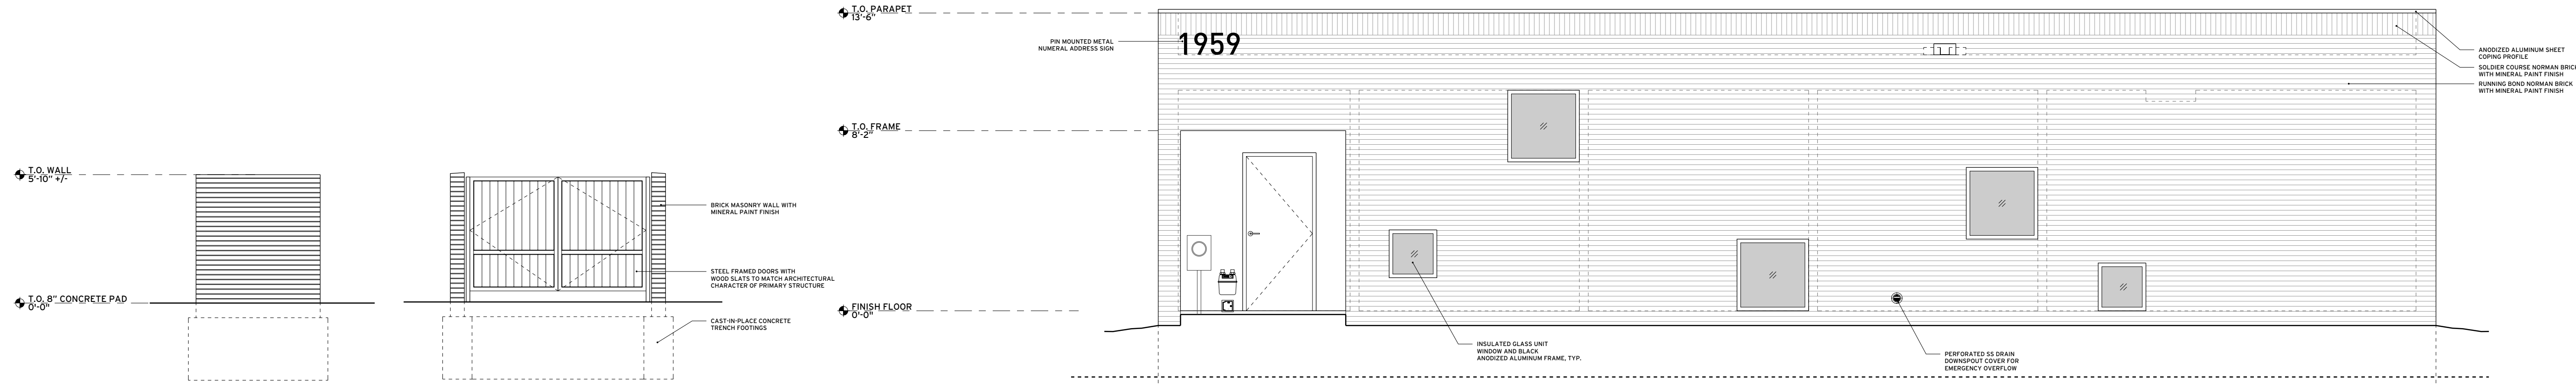 T.O. WALL
5'-10" +/-
T.O. 8" CONCRETE PAD
0'-0"
BRICK MASONRY WALL WITH
MINERAL PAINT FINISH
STEEL FRAMED DOORS WITH
WOOD SLATS TO MATCH ARCHITECTURAL
CHARACTER OF PRIMARY STRUCTURE
CAST-IN-PLACE CONCRETE
TRENCH FOOTINGS
T.O. PARAPET
13'-6"
T.O. FRAME
8'-2"
FINISH FLOOR
0'-0"
PIN MOUNTED METAL
NUMERAL ADDRESS SIGN
1959
INSULATED GLASS UNIT
WINDOW AND BLACK
ANODIZED ALUMINUM FRAME, TYP.
PERFORATED SS DRAIN
DOWNSPOUT COVER FOR
EMERGENCY OVERFLOW
ANODIZED ALUMINUM SHEET
COPING PROFILE
SOLDIER COURSE NORMAN BRICK
WITH MINERAL PAINT FINISH
RUNNING BOND NORMAN BRICK
WITH MINERAL PAINT FINISH